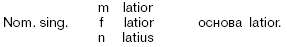 m latior
Nom. sing. f latior основа latior.
n latius